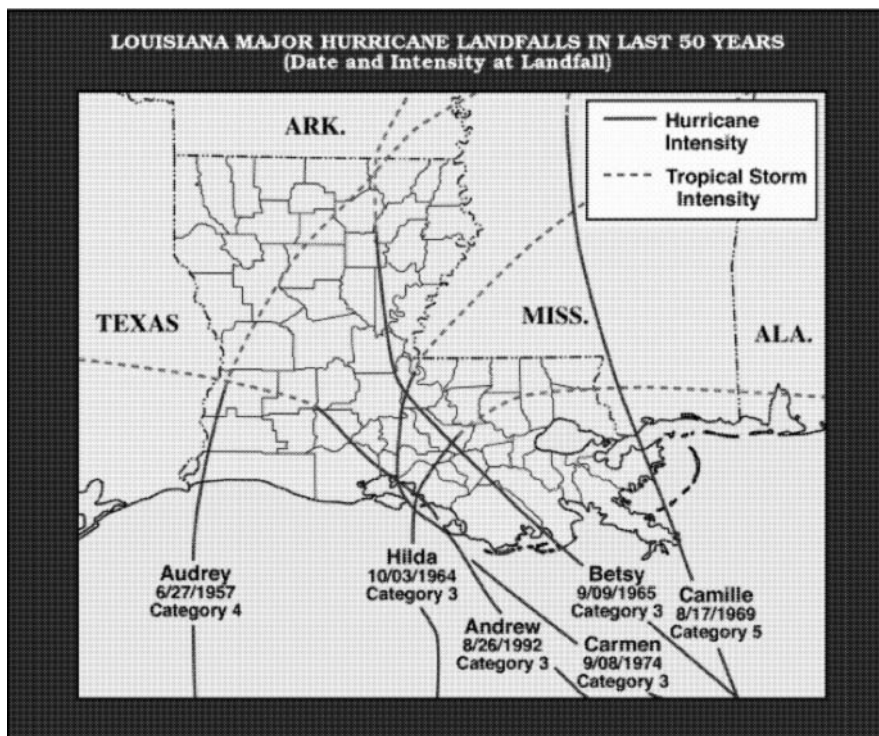 LOUISIANA MAJOR HURRICANE LANDFALLS IN LAST 50 YEARS
(Date and Intensity at Landfall)
ARK.
Hurricane
Intensity
Tropical Storm
Intensity
TEXAS
MISS.
ALA.
Audrey
6/27/1957
Category 4
Hilda
10/03/1964
Category 3
Betsy
9/09/1965
Category 3
Camille
8/17/1969
Category 5
Andrew
8/26/1992
Category 3
Carmen
9/08/1974
Category 3